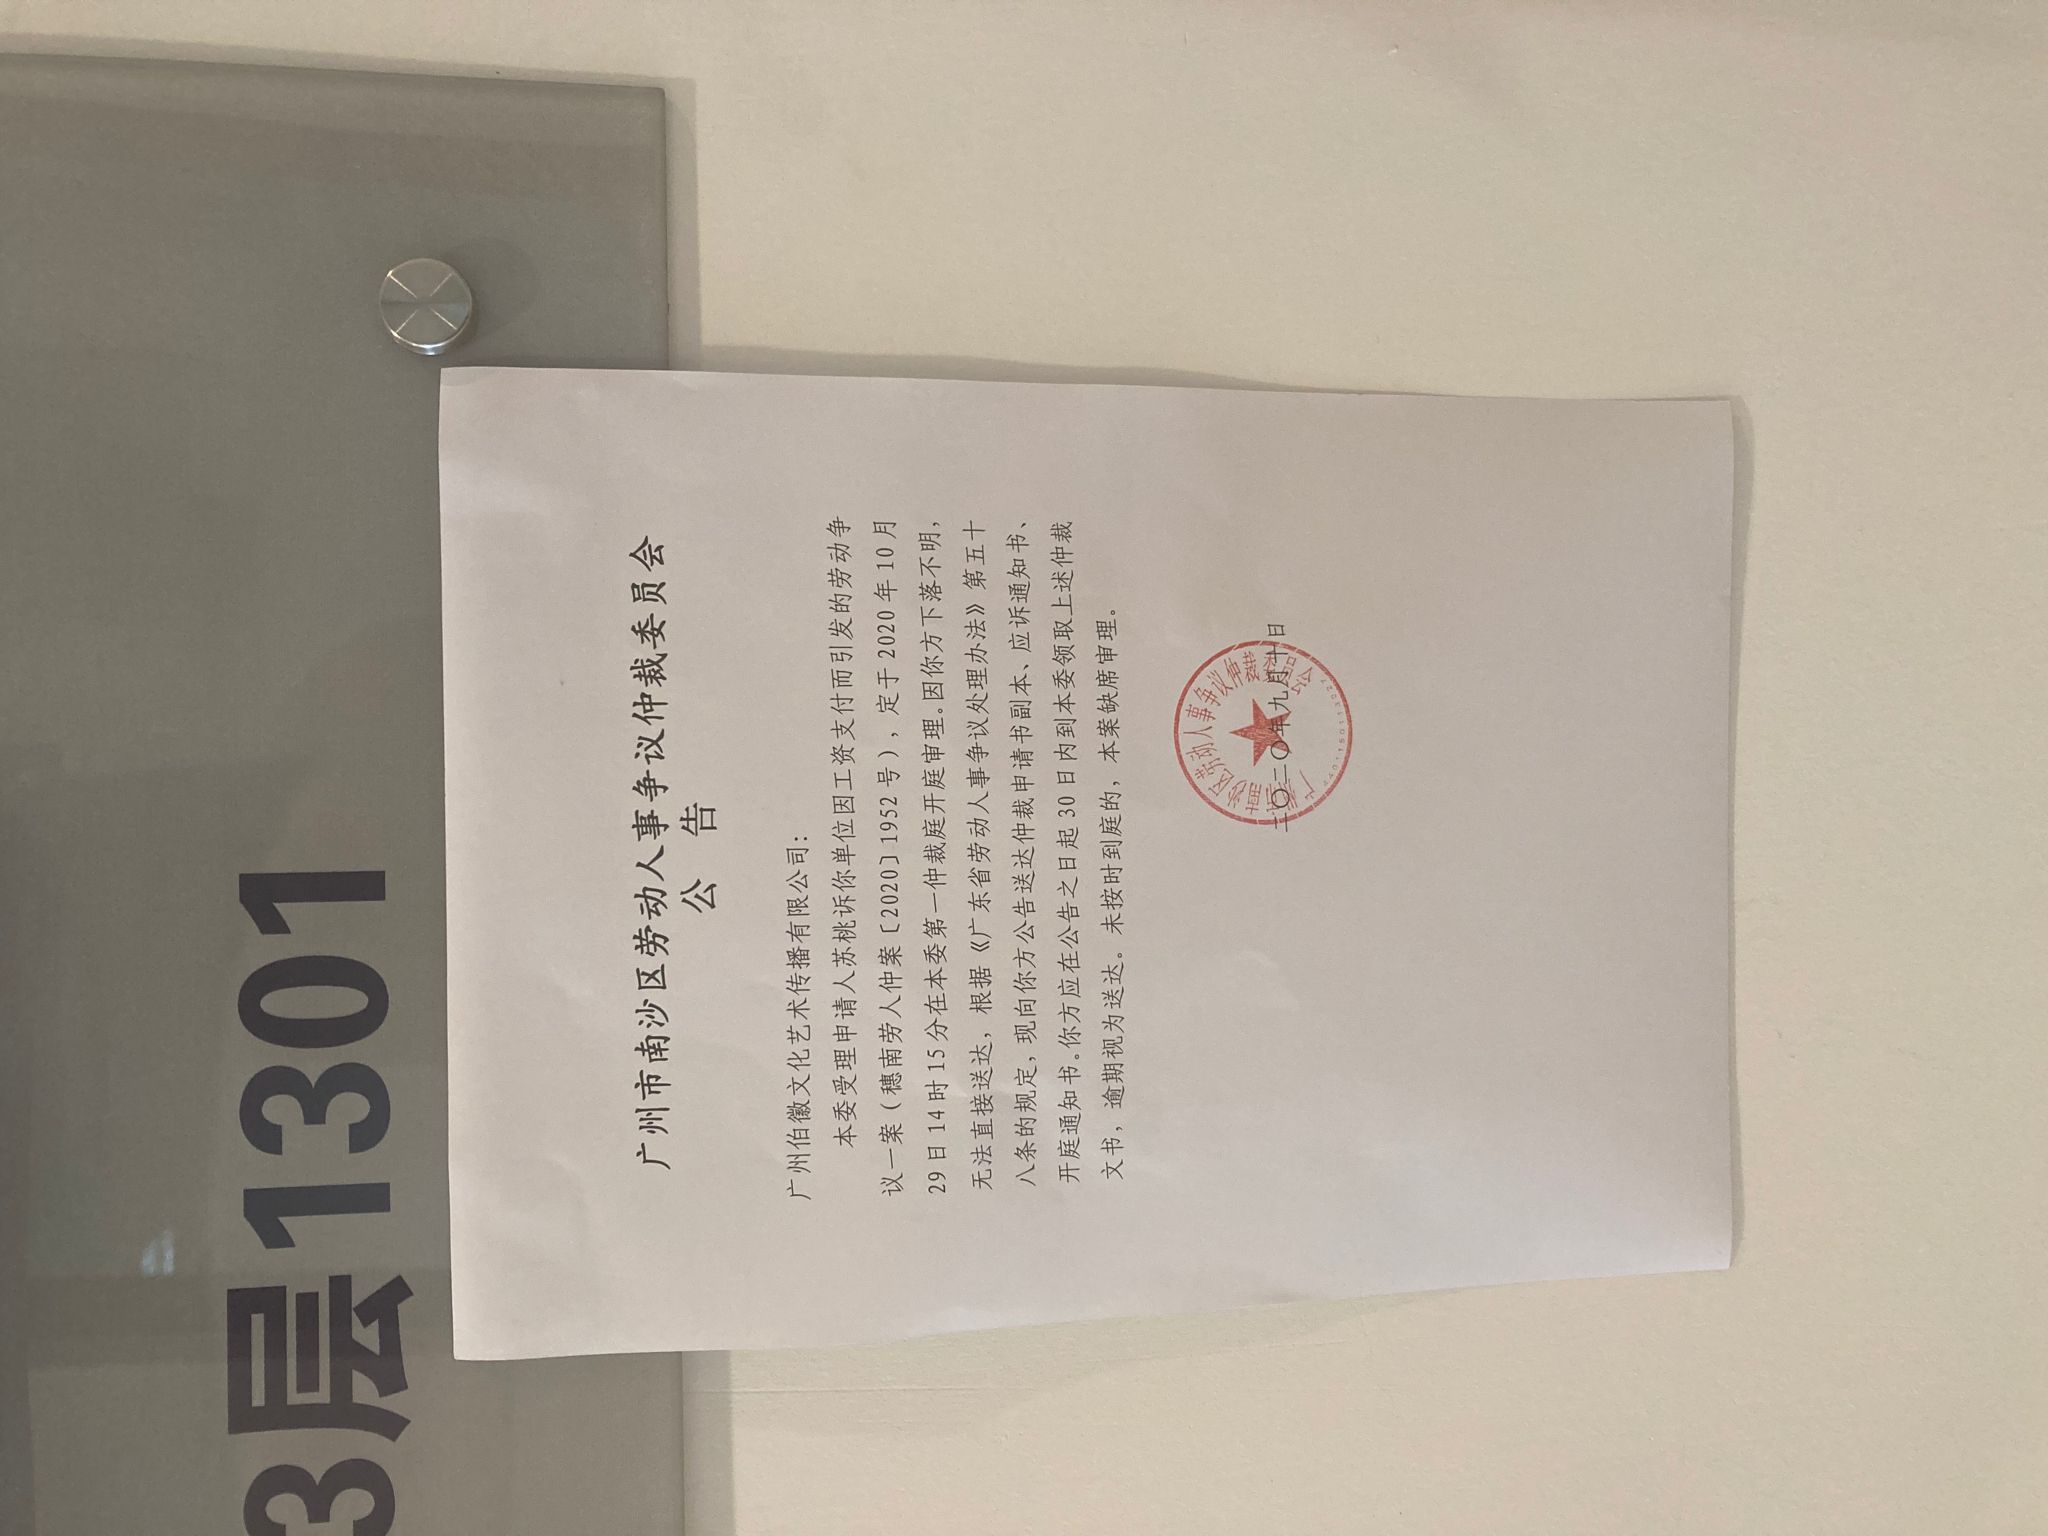 3层1301
广州市南沙区劳动人事争议仲裁委员会
公 告
广州伯徽文化艺术传播有限公司：
本委受理申请人苏桃诉你单位因工资支付而引发的劳动争
议一案（穗南劳人仲案〔2020〕1952号），定于2020年10月
29日14时15分在本委第一仲裁庭开庭审理。因你方下落不明，
无法直接送达，根据《广东省劳动人事争议处理办法》第五十
八条的规定，现向你方公告送达仲裁申请书副本、应诉通知书、
开庭通知书。你方应在公告之日起30日内到本委领取上述仲裁
文书，逾期视为送达。未按时到庭的，本案缺席审理。
二〇二〇年九月十日